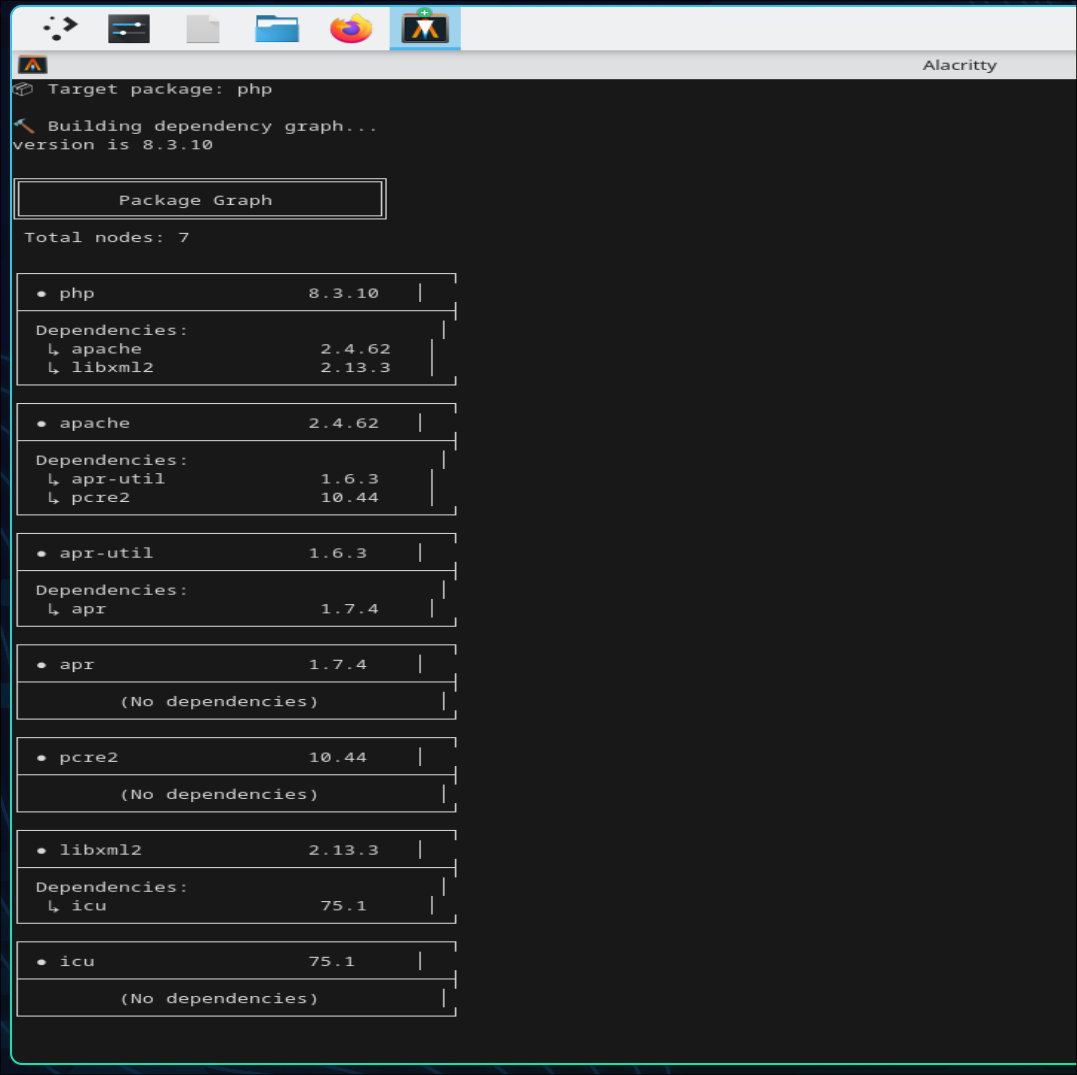 Alacritty
📦 Target package: php
🔨 Building dependency graph...
version is 8.3.10
Package Graph
Total nodes: 7
● php 8.3.10
Dependencies:
↳ apache 2.4.62
↳ libxml2 2.13.3
● apache 2.4.62
Dependencies:
↳ apr-util 1.6.3
↳ pcre2 10.44
● apr-util 1.6.3
Dependencies:
↳ apr 1.7.4
● apr 1.7.4
(No dependencies)
● pcre2 10.44
(No dependencies)
● libxml2 2.13.3
Dependencies:
↳ icu 75.1
● icu 75.1
(No dependencies)